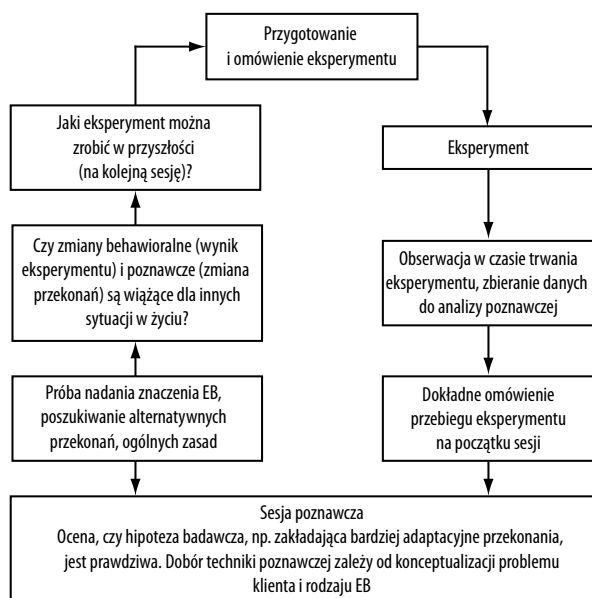 Przygotowanie
i omówienie eksperymentu
Jaki eksperyment można
zrobić w przyszłości
(na kolejną sesję)?
Eksperyment
Czy zmiany behawioralne (wynik
eksperymentu) i poznawcze (zmiana
przekonań) są wiążące dla innych
sytuacji w życiu?
Obserwacja w czasie trwania
eksperymentu, zbieranie danych
do analizy poznawczej
Próba nadania znaczenia EB,
poszukiwanie alternatywnych
przekonań, ogólnych zasad
Dokładne omówienie
przebiegu eksperymentu
na początku sesji
Sesja poznawcza
Ocena, czy hipoteza badawcza, np. zakładająca bardziej adaptacyjne przekonania,
jest prawdziwa. Dobór techniki poznawczej zależy od konceptualizacji problemu
klienta i rodzaju EB